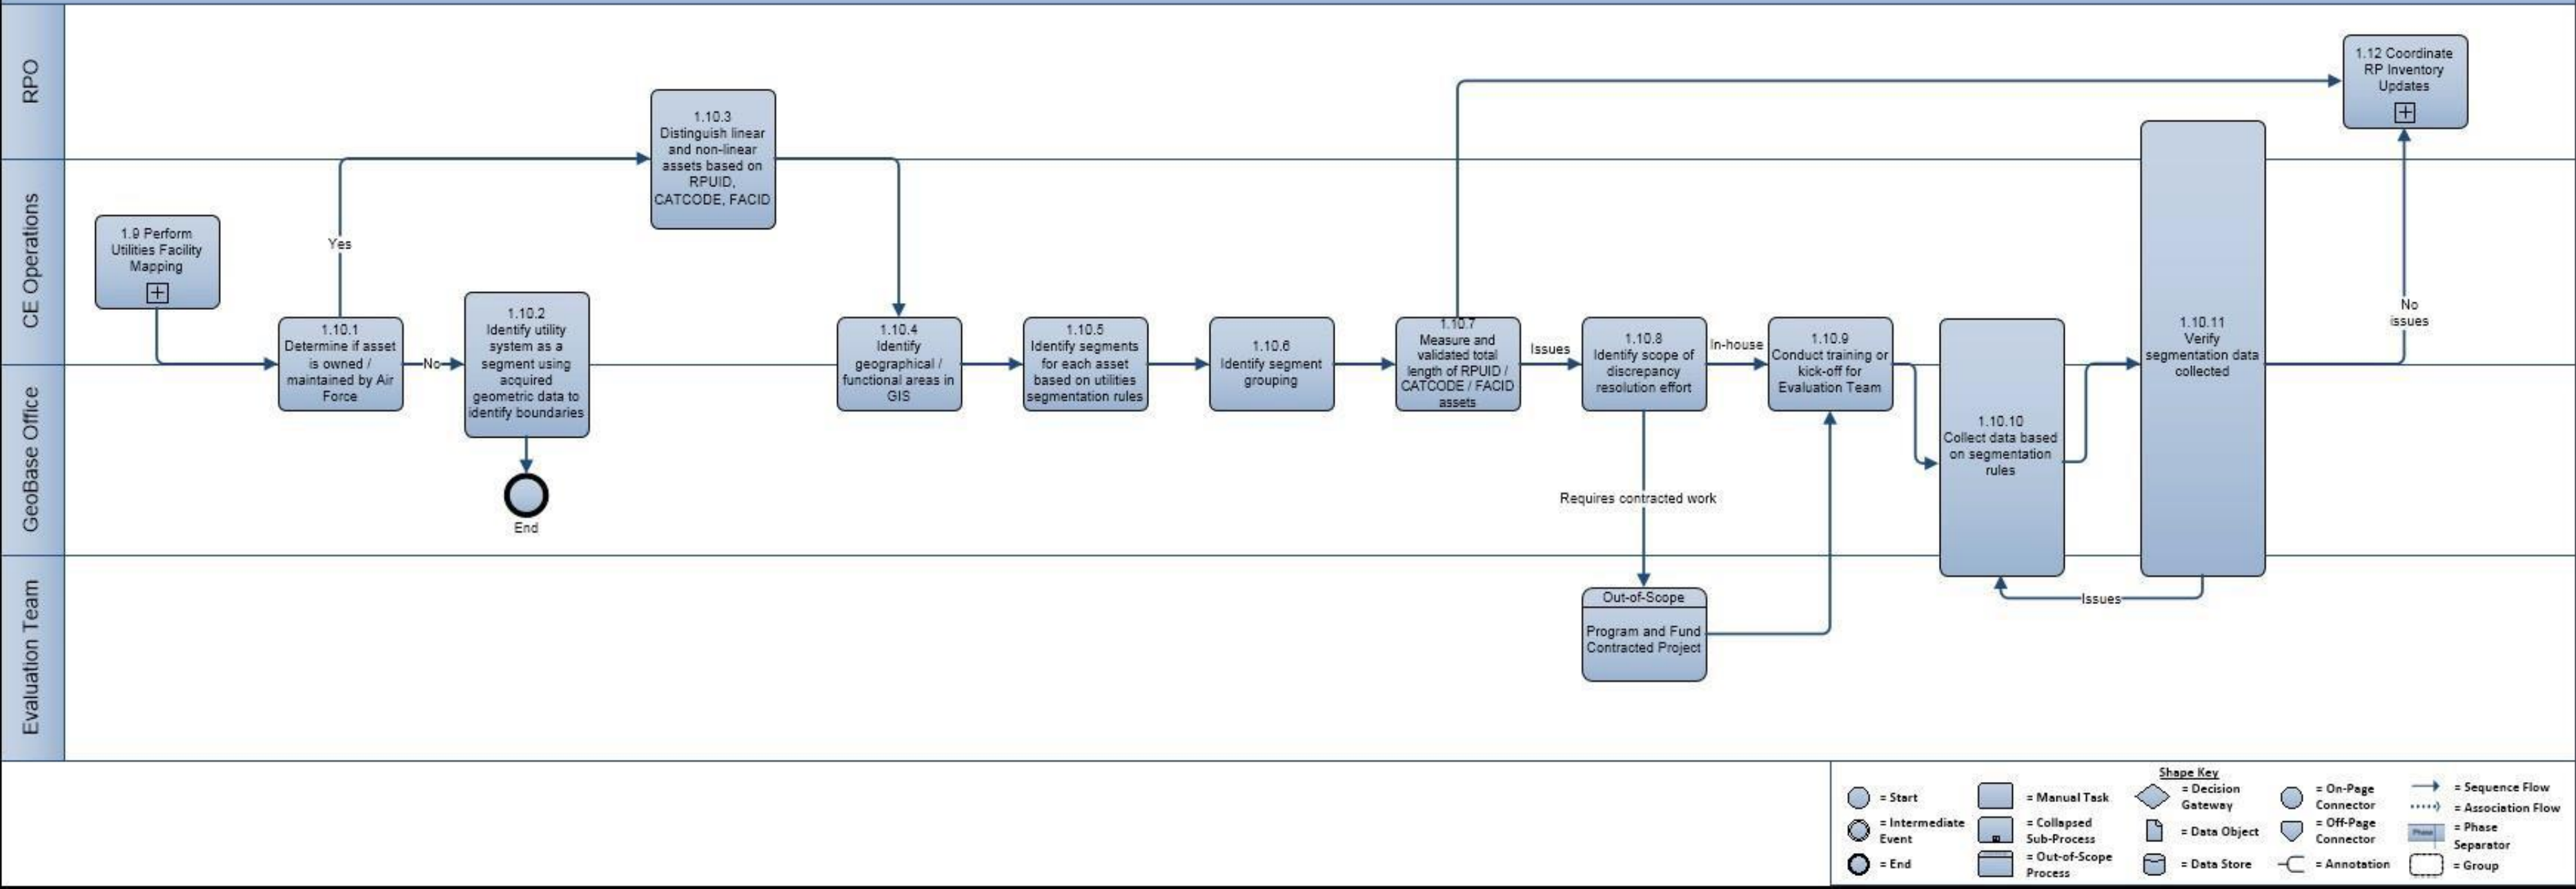 RPO
CE Operations
GeoBase Office
Evaluation Team
1.9 Perform
Utilities Facility
Mapping
1.10.1
Determine if asset
is owned /
maintained by Air
Force
Yes
No
1.10.2
Identify utility
system as a
segment using
acquired
geometric data to
identify boundaries
End
1.10.3
Distinguish linear
and non-linear
assets based on
RPUID,
CATCODE, FACID
1.10.4
Identify
geographical /
functional areas in
GIS
1.10.5
Identify segments
for each asset
based on utilities
segmentation rules
1.10.6
Identify segment
grouping
1.10.7
Measure and
validated total
length of RPUID /
CATCODE / FACID
assets
Issues
1.10.8
Identify scope of
discrepancy
resolution effort
In-house
Requires contracted work
Out-of-Scope
Program and Fund
Contracted Project
1.10.9
Conduct training or
kick-off for
Evaluation Team
1.10.10
Collect data based
on segmentation
rules
1.10.11
Verify
segmentation data
collected
Issues
No
issues
1.12 Coordinate
RP Inventory
Updates
Shape Key
= Start
= Intermediate
Event
= End
= Manual Task
= Collapsed
Sub-Process
= Out-of-Scope
Process
= Decision
Gateway
= Data Object
= Data Store
= On-Page
Connector
= Off-Page
Connector
= Annotation
= Sequence Flow
= Association Flow
Phase
= Phase
Separator
= Group